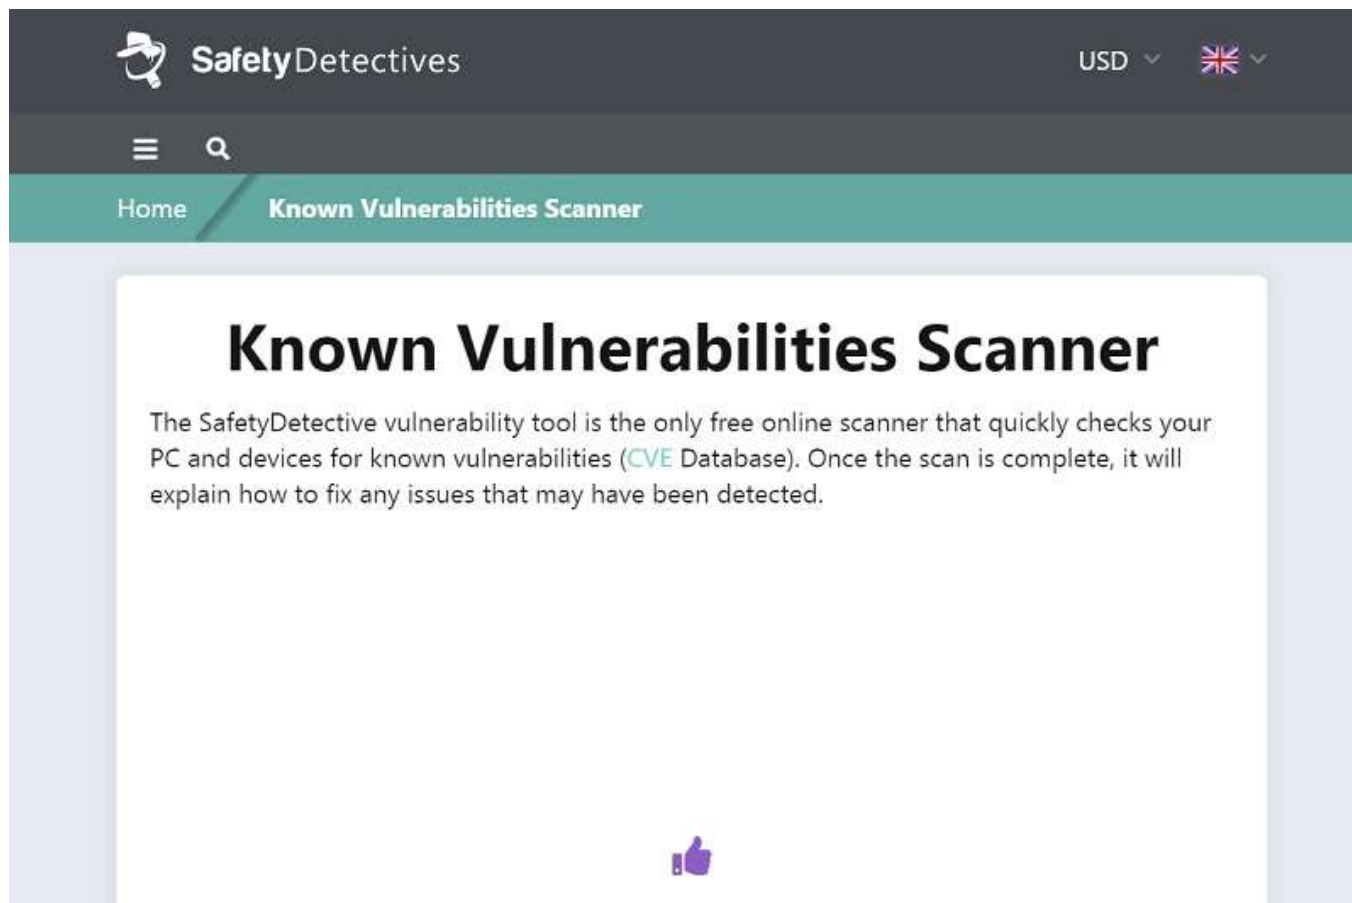 SafetyDetectives
USD
Home
Known Vulnerabilities Scanner
Known Vulnerabilities Scanner
The SafetyDetective vulnerability tool is the only free online scanner that quickly checks your
PC and devices for known vulnerabilities (CVE Database). Once the scan is complete, it will
explain how to fix any issues that may have been detected.